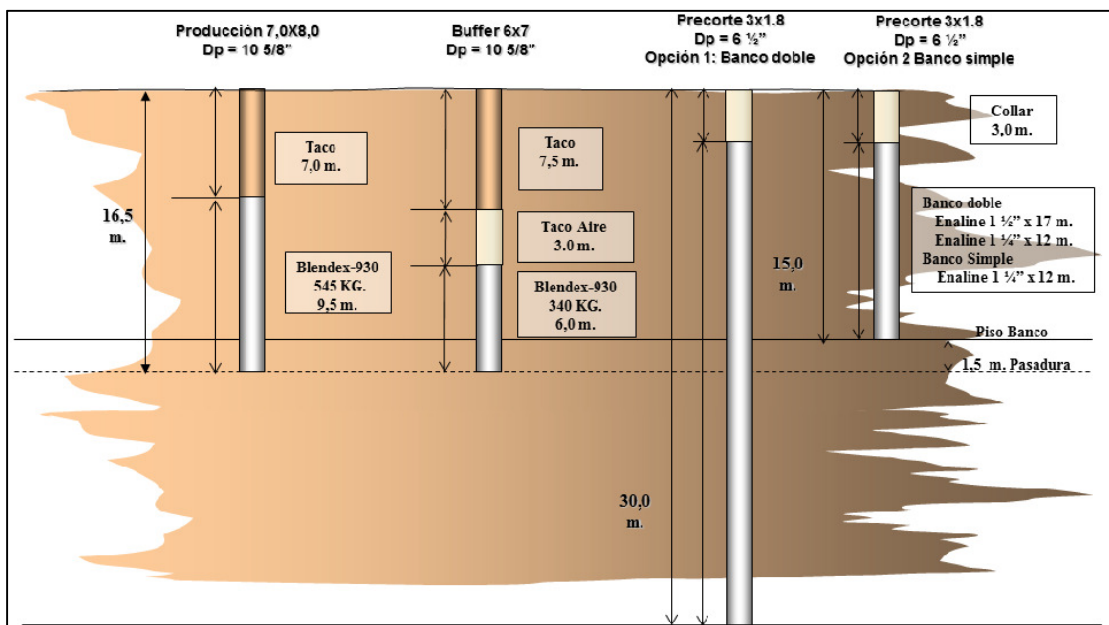 Producción 7,0X8,0
Dp = 10 5/8"
Buffer 6x7
Dp = 10 5/8"
Precorte 3x1.8
Dp = 6 ½"
Opción 1: Banco doble
Precorte 3x1.8
Dp = 6 ½"
Opción 2 Banco simple
Taco
7,0 m.
Taco
7,5 m.
Collar
3,0 m.
16,5
m.
Taco Aire
3.0 m.
Banco doble
Enaline 1 ½" x 17 m.
Enaline 1 ¼" x 12 m.
Banco Simple
Enaline 1 ¼" x 12 m.
15,0
m.
Blendex-930
545 KG.
9,5 m.
Blendex-930
340 KG.
6,0 m.
Piso Banco
1,5 m. Pasadura
30,0
m.